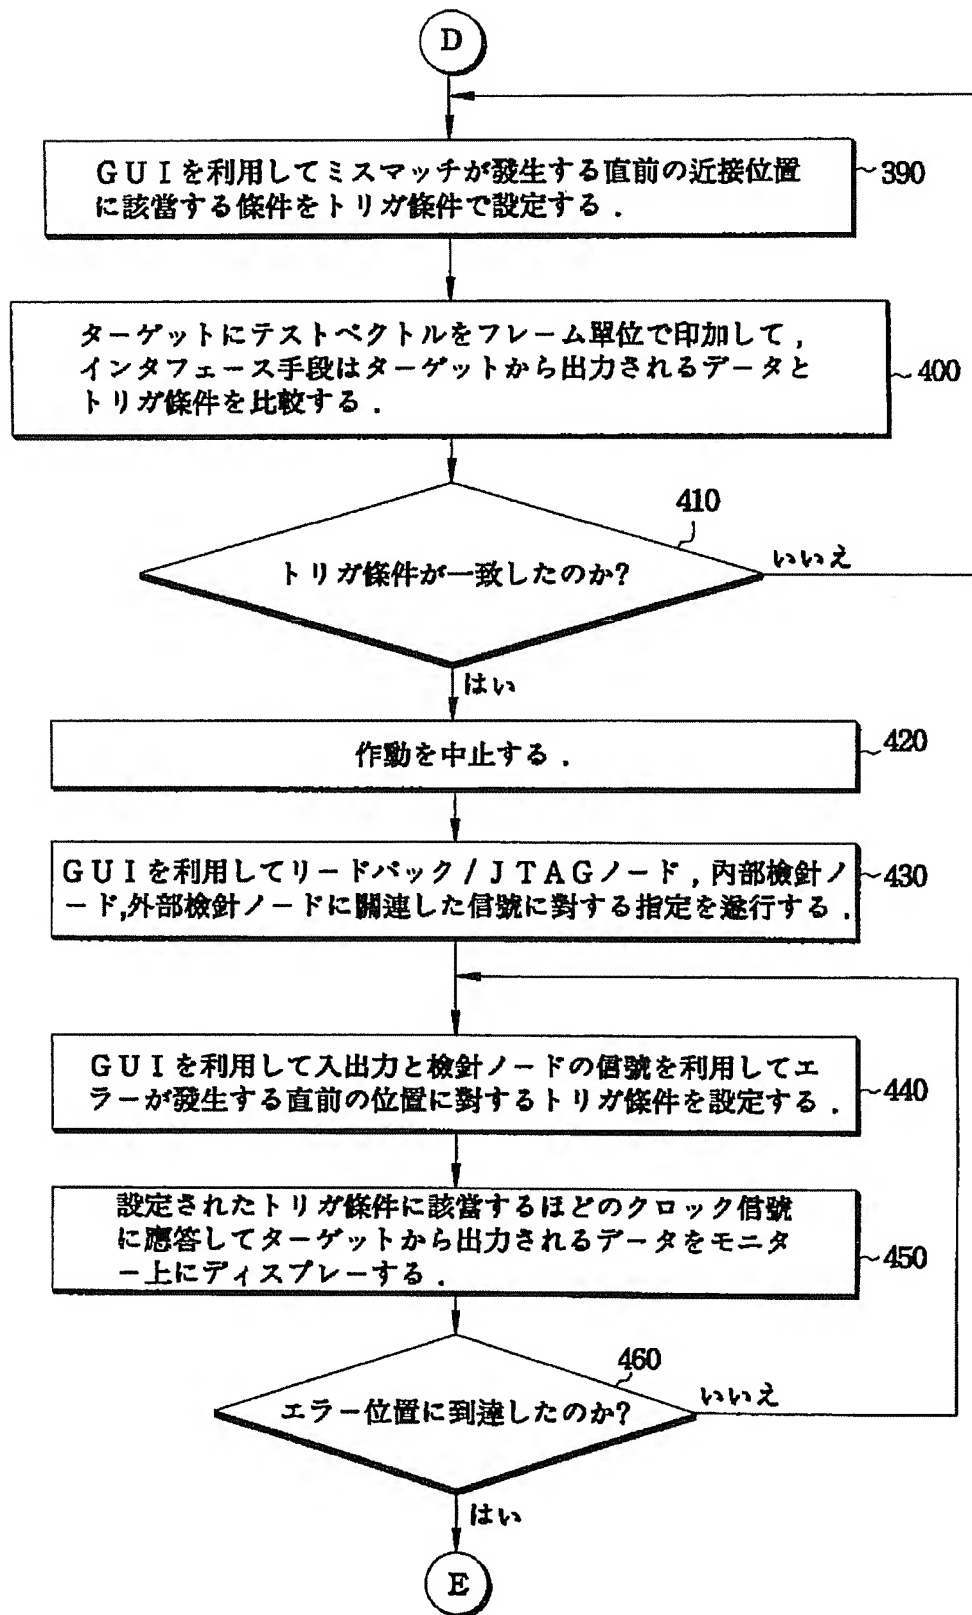 D
GUIを利用してミスマッチが發生する直前の近接位置
に該當する條件をトリガ條件で設定する.
390
ターゲットにテストベクトルをフレーム單位で印加して,
インタフェース手段はターゲットから出力されるデータと
トリガ條件を比較する.
400
410
トリガ條件が一致したのか?
いいえ
はい
作動を中止する.
420
GUIを利用してリードバック/JTAGノード,内部檢針ノ
ード,外部檢針ノードに關連した信號に對する指定を遂行する.
430
GUIを利用して入出力と檢針ノードの信號を利用してエ
ラーが發生する直前の位置に對するトリガ條件を設定する.
440
設定されたトリガ條件に該當するほどのクロック信號
に應答してターゲットから出力されるデータをモニタ
ー上にディスプレーする.
450
460
エラー位置に到達したのか?
いいえ
はい
E